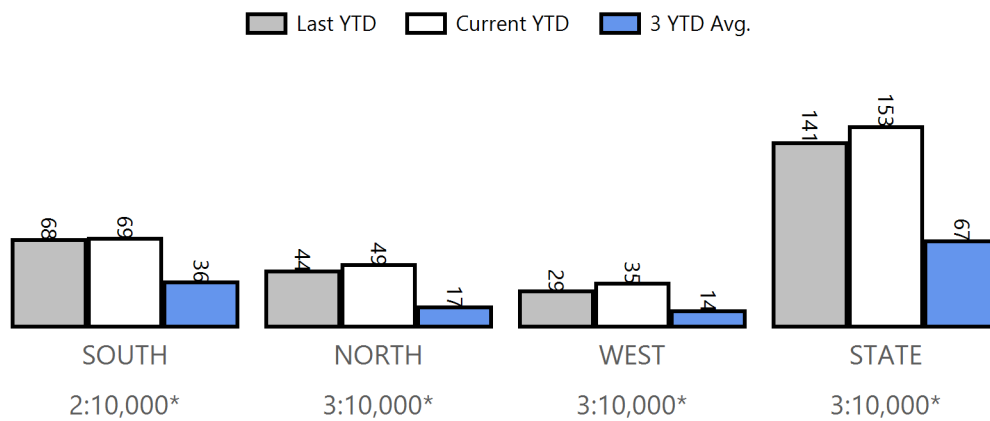 Last YTD Current YTD 3 YTD Avg.
68 69 36 44 49 17 29 35 14 141 153 67
SOUTH NORTH WEST STATE
2:10,000* 3:10,000* 3:10,000* 3:10,000*